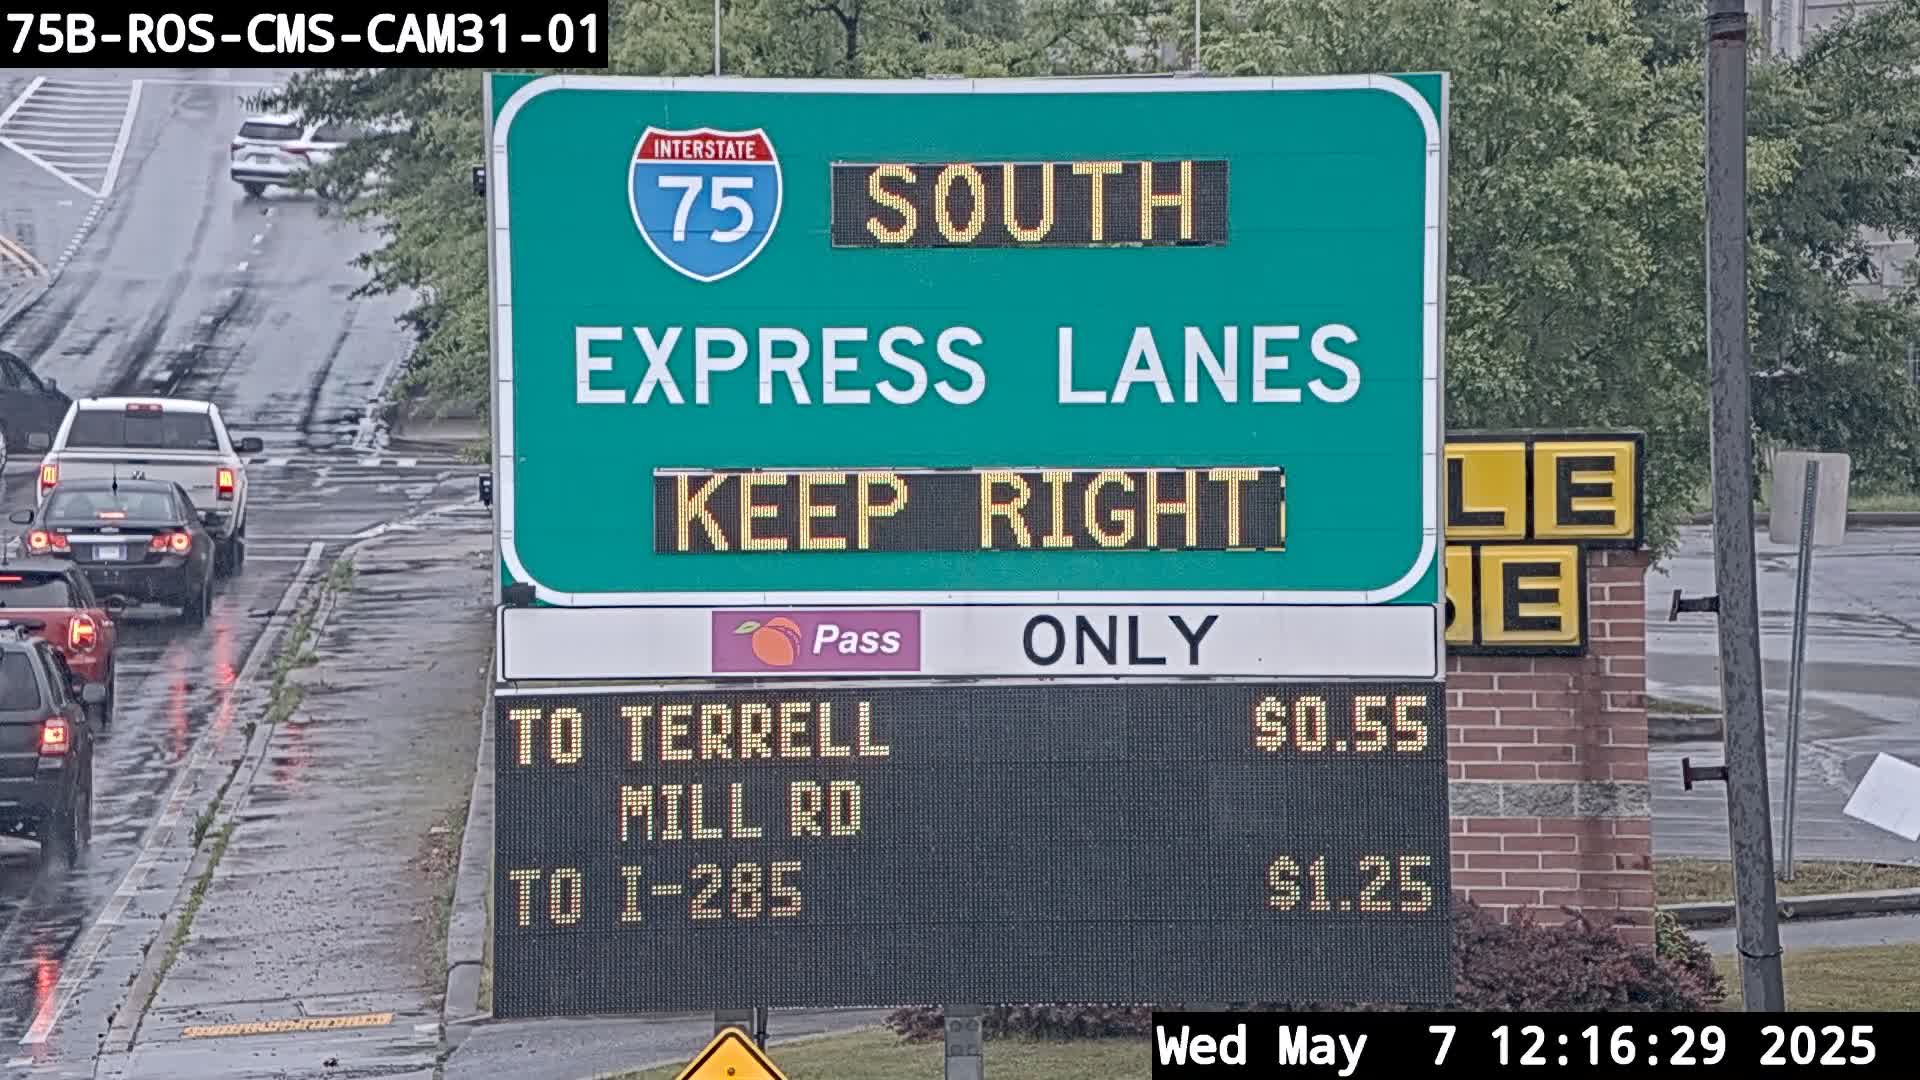 75B-ROS-CMS-CAM31-01
INTERSTATE
75
SOUTH
EXPRESS LANES
KEEP RIGHT
LE
E
Pass ONLY
TO TERRELL $0.55
MILL RD
TO I-285 $1.25
Wed May 7 12:16:29 2025